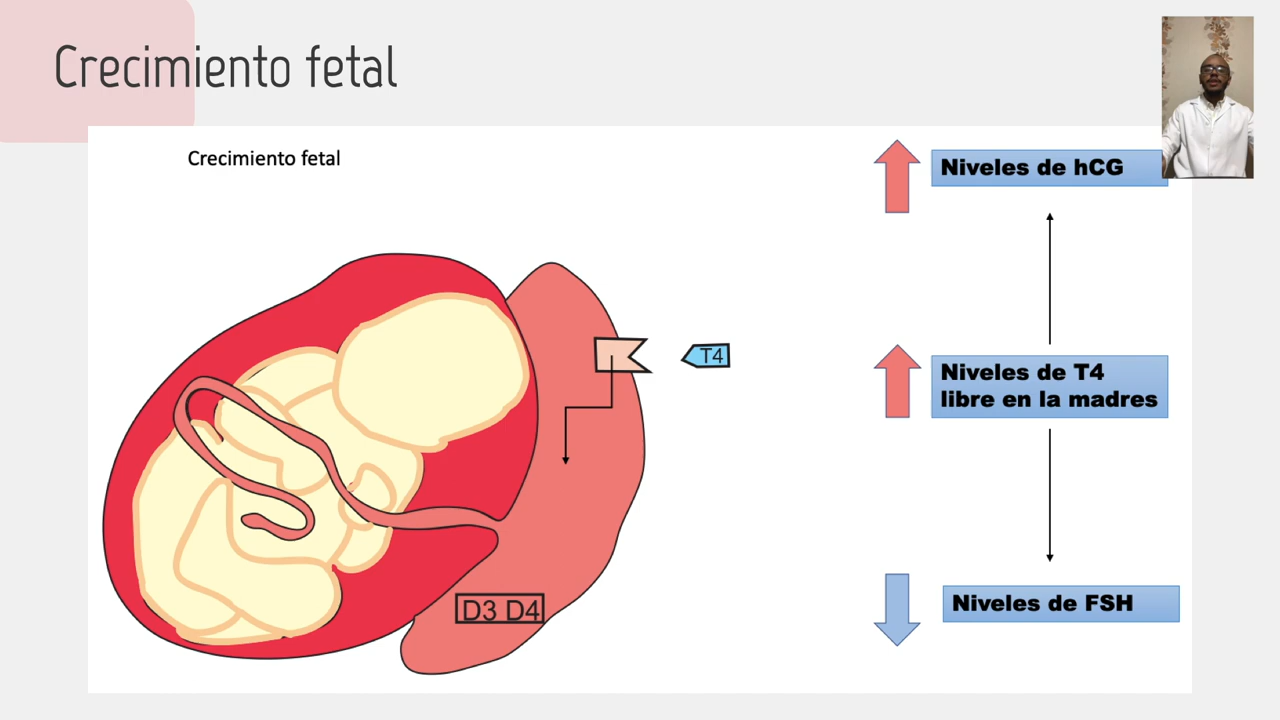 Crecimiento fetal
Crecimiento fetal
Niveles de hCG
T4
Niveles de T4
libre en la madres
Niveles de FSH
D3 D4